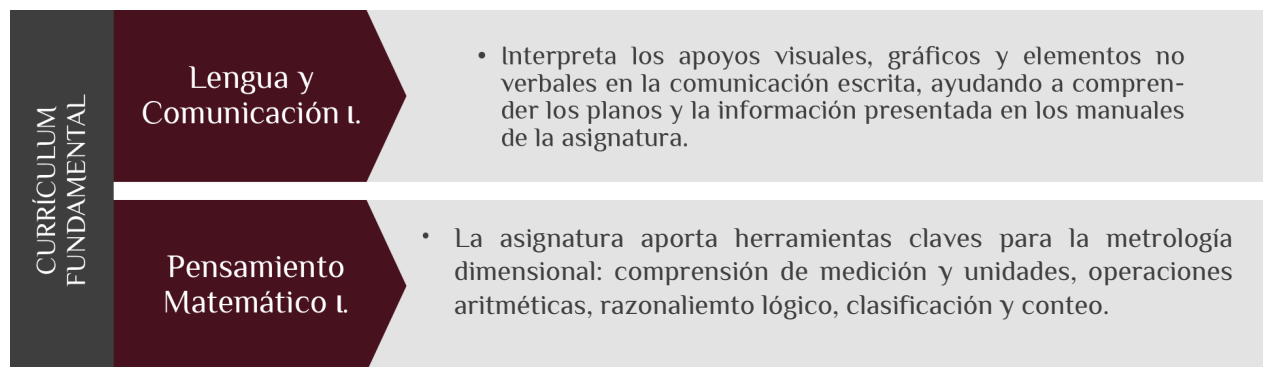 CURRÍCULUM
FUNDAMENTAL
Lengua y
Comunicación I.
• Interpreta los apoyos visuales, gráficos y elementos no
verbales en la comunicación escrita, ayudando a compren-
der los planos y la información presentada en los manuales
de la asignatura.
Pensamiento
Matemático I.
• La asignatura aporta herramientas claves para la metrología
dimensional: comprensión de medición y unidades, operaciones
aritméticas, razonaliemto lógico, clasificación y conteo.